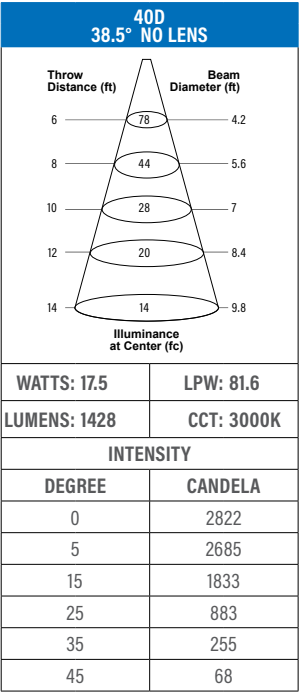 40D
38.5° NO LENS
Throw Beam
Distance (ft) Diameter (ft)
6 78 4.2
8 44 5.6
10 28 7
12 20 8.4
14 14 9.8
Illuminance
at Center (fc)
WATTS: 17.5 LPW: 81.6
LUMENS: 1428 CCT: 3000K
INTENSITY
DEGREE CANDELA
0 2822
5 2685
15 1833
25 883
35 255
45 68